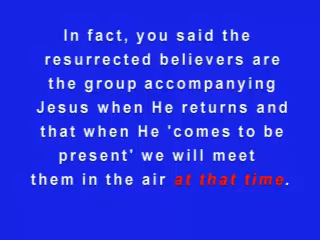 In fact, you said the
resurrected believers are
the group accompanying
Jesus when He returns and
that when He 'comes to be
present' we will meet
them in the air at that time.